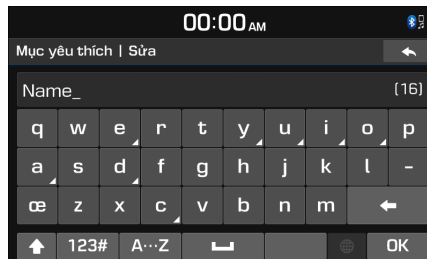 00:00 AM
Mục yêu thích | Sửa
Name_ (16)
q w e r t y u i o p
a s d f g h j k l -
œ z x c v b n m
123# A···Z OK